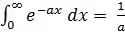 ∫₀^∞ e^{-ax} dx = 1/a